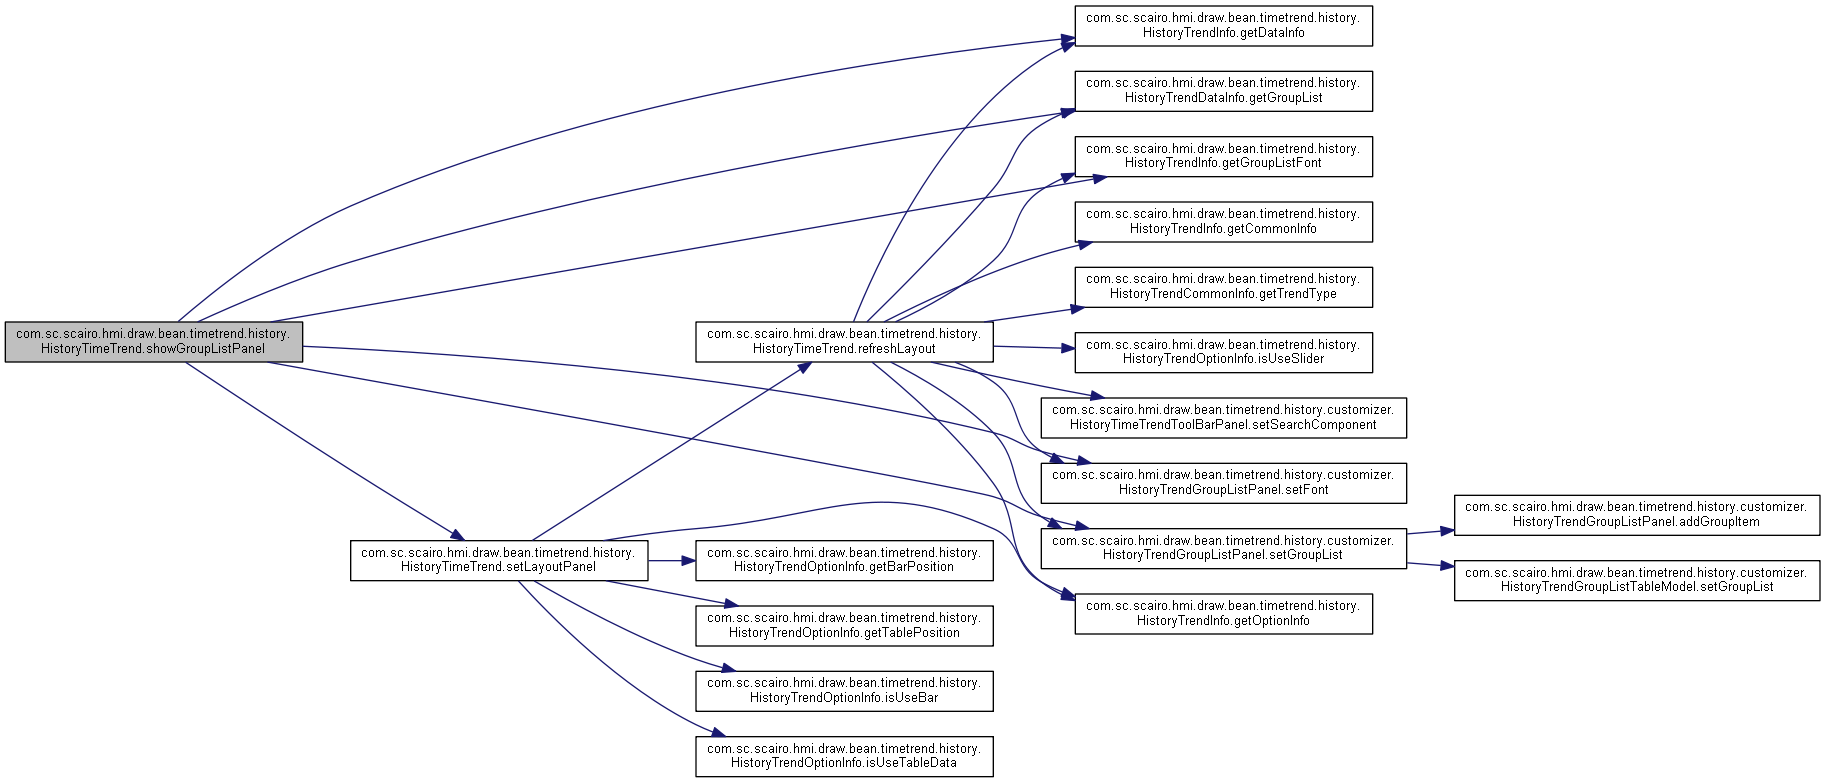 com.sc.scairo.hmi.draw.bean.timetrend.history.
HistoryTimeTrend.showGroupListPanel
com.sc.scairo.hmi.draw.bean.timetrend.history.
HistoryTimeTrend.setLayoutPanel
com.sc.scairo.hmi.draw.bean.timetrend.history.
HistoryTimeTrend.refreshLayout
com.sc.scairo.hmi.draw.bean.timetrend.history.
HistoryTrendOptionInfo.getBarPosition
com.sc.scairo.hmi.draw.bean.timetrend.history.
HistoryTrendOptionInfo.getTablePosition
com.sc.scairo.hmi.draw.bean.timetrend.history.
HistoryTrendOptionInfo.isUseBar
com.sc.scairo.hmi.draw.bean.timetrend.history.
HistoryTrendOptionInfo.isUseTableData
com.sc.scairo.hmi.draw.bean.timetrend.history.
HistoryTrendInfo.getDataInfo
com.sc.scairo.hmi.draw.bean.timetrend.history.
HistoryTrendDataInfo.getGroupList
com.sc.scairo.hmi.draw.bean.timetrend.history.
HistoryTrendInfo.getGroupListFont
com.sc.scairo.hmi.draw.bean.timetrend.history.
HistoryTrendInfo.getCommonInfo
com.sc.scairo.hmi.draw.bean.timetrend.history.
HistoryTrendCommonInfo.getTrendType
com.sc.scairo.hmi.draw.bean.timetrend.history.
HistoryTrendOptionInfo.isUseSlider
com.sc.scairo.hmi.draw.bean.timetrend.history.customizer.
HistoryTimeTrendToolBarPanel.setSearchComponent
com.sc.scairo.hmi.draw.bean.timetrend.history.customizer.
HistoryTrendGroupListPanel.setFont
com.sc.scairo.hmi.draw.bean.timetrend.history.customizer.
HistoryTrendGroupListPanel.setGroupList
com.sc.scairo.hmi.draw.bean.timetrend.history.
HistoryTrendInfo.getOptionInfo
com.sc.scairo.hmi.draw.bean.timetrend.history.customizer.
HistoryTrendGroupListPanel.addGroupItem
com.sc.scairo.hmi.draw.bean.timetrend.history.customizer.
HistoryTrendGroupListTableModel.setGroupList